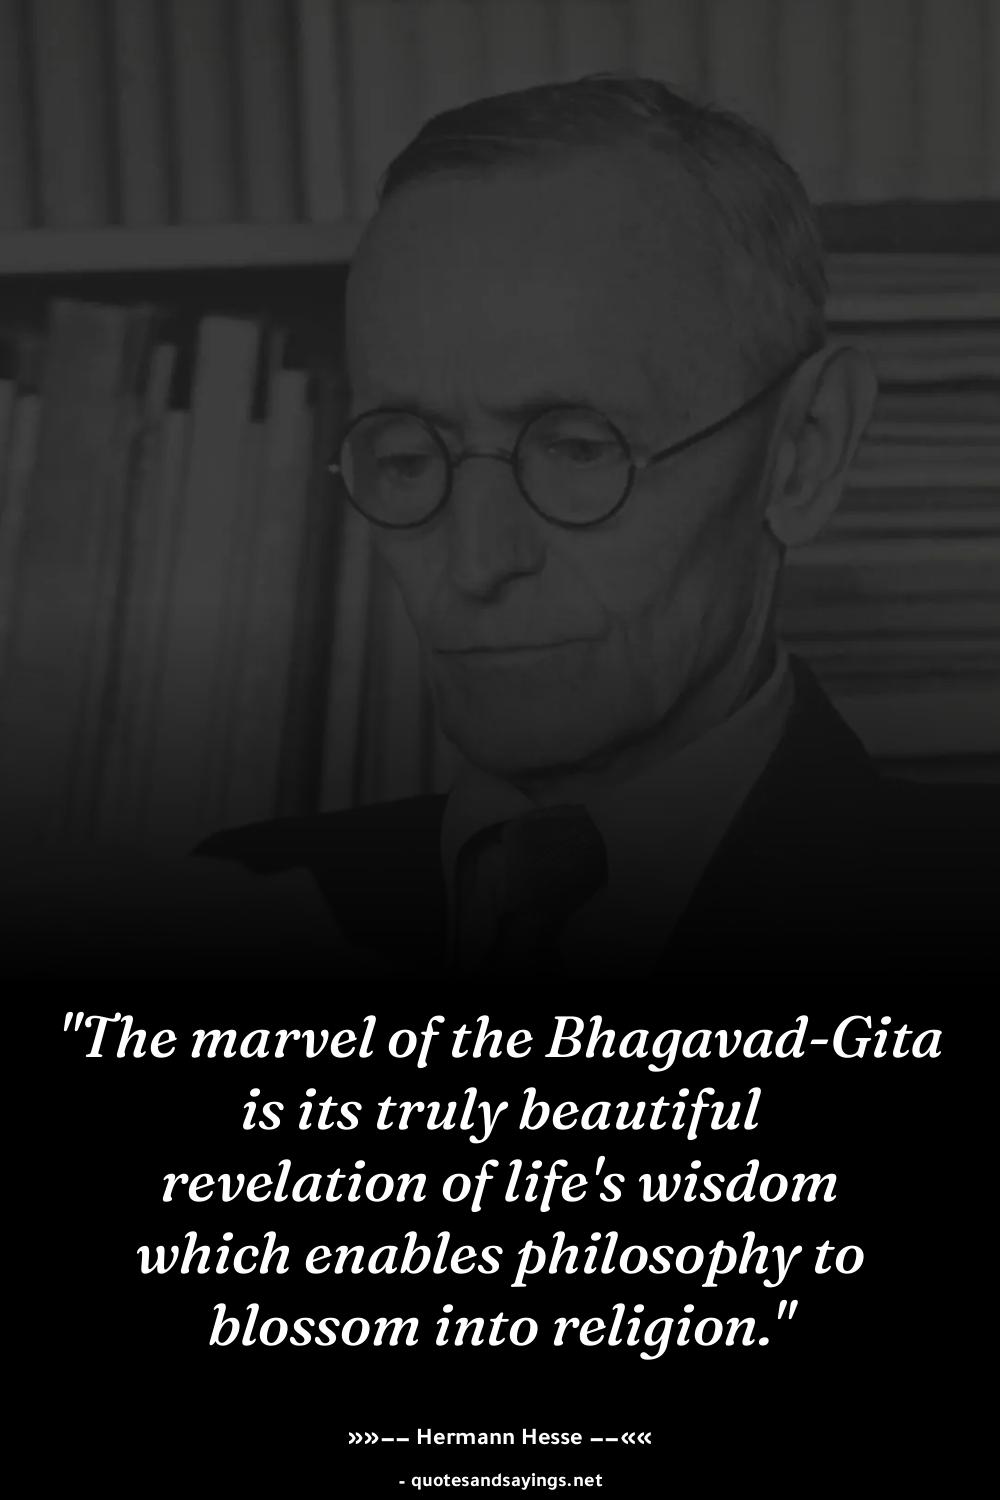 "The marvel of the Bhagavad-Gita
is its truly beautiful
revelation of life's wisdom
which enables philosophy to
blossom into religion."
»»−− Hermann Hesse −−««
- quotesandsayings.net